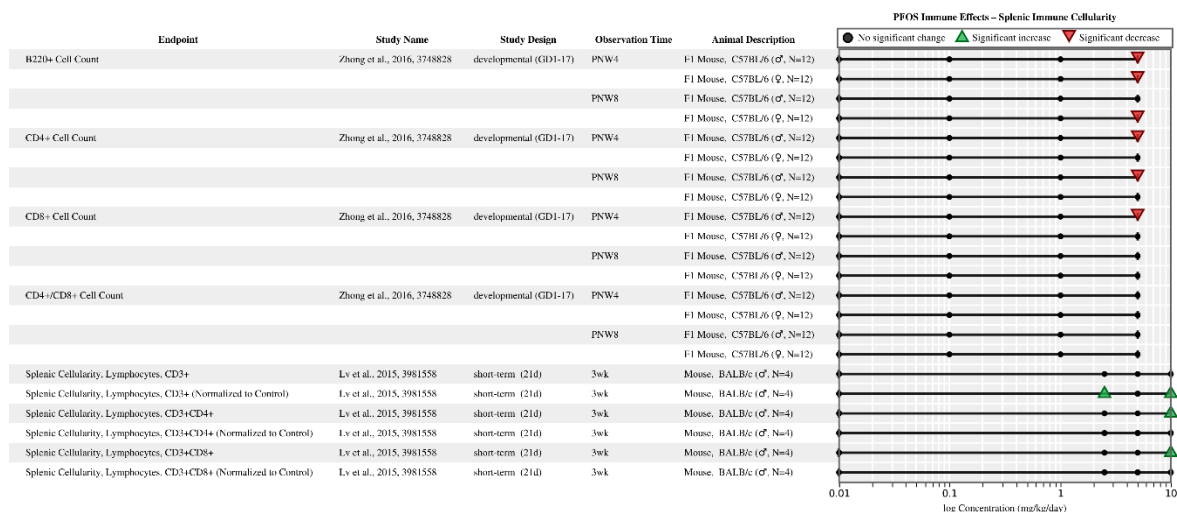 PFOS Immune Effects – Splenic Immune Cellularity
Endpoint Study Name Study Design Observation Time Animal Description
No significant change Significant increase Significant decrease
B220+ Cell Count Zhong et al., 2016, 3748828 developmental (GD1-17) PNW4 F1 Mouse, C57BL/6 (♂, N=12)
F1 Mouse, C57BL/6 (♀, N=12)
PNW8 F1 Mouse, C57BL/6 (♂, N=12)
F1 Mouse, C57BL/6 (♀, N=12)
CD4+ Cell Count Zhong et al., 2016, 3748828 developmental (GD1-17) PNW4 F1 Mouse, C57BL/6 (♂, N=12)
F1 Mouse, C57BL/6 (♀, N=12)
PNW8 F1 Mouse, C57BL/6 (♂, N=12)
F1 Mouse, C57BL/6 (♀, N=12)
CD8+ Cell Count Zhong et al., 2016, 3748828 developmental (GD1-17) PNW4 F1 Mouse, C57BL/6 (♂, N=12)
F1 Mouse, C57BL/6 (♀, N=12)
PNW8 F1 Mouse, C57BL/6 (♂, N=12)
F1 Mouse, C57BL/6 (♀, N=12)
CD4+/CD8+ Cell Count Zhong et al., 2016, 3748828 developmental (GD1-17) PNW4 F1 Mouse, C57BL/6 (♂, N=12)
F1 Mouse, C57BL/6 (♀, N=12)
PNW8 F1 Mouse, C57BL/6 (♂, N=12)
F1 Mouse, C57BL/6 (♀, N=12)
Splenic Cellularity, Lymphocytes, CD3+ Lv et al., 2015, 3981558 short-term (21d) 3wk Mouse, BALB/c (♂, N=4)
Splenic Cellularity, Lymphocytes, CD3+ (Normalized to Control) Lv et al., 2015, 3981558 short-term (21d) 3wk Mouse, BALB/c (♂, N=4)
Splenic Cellularity, Lymphocytes, CD3+CD4+ Lv et al., 2015, 3981558 short-term (21d) 3wk Mouse, BALB/c (♂, N=4)
Splenic Cellularity, Lymphocytes, CD3+CD4+ (Normalized to Control) Lv et al., 2015, 3981558 short-term (21d) 3wk Mouse, BALB/c (♂, N=4)
Splenic Cellularity, Lymphocytes, CD3+CD8+ Lv et al., 2015, 3981558 short-term (21d) 3wk Mouse, BALB/c (♂, N=4)
Splenic Cellularity, Lymphocytes, CD3+CD8+ (Normalized to Control) Lv et al., 2015, 3981558 short-term (21d) 3wk Mouse, BALB/c (♂, N=4)
0.01 0.1 1 10
log Concentration (mg/kg/day)